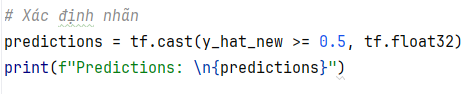 # Xác định nhãn
predictions = tf.cast(y_hat_new >= 0.5, tf.float32)
print(f"Predictions: \n{predictions}")